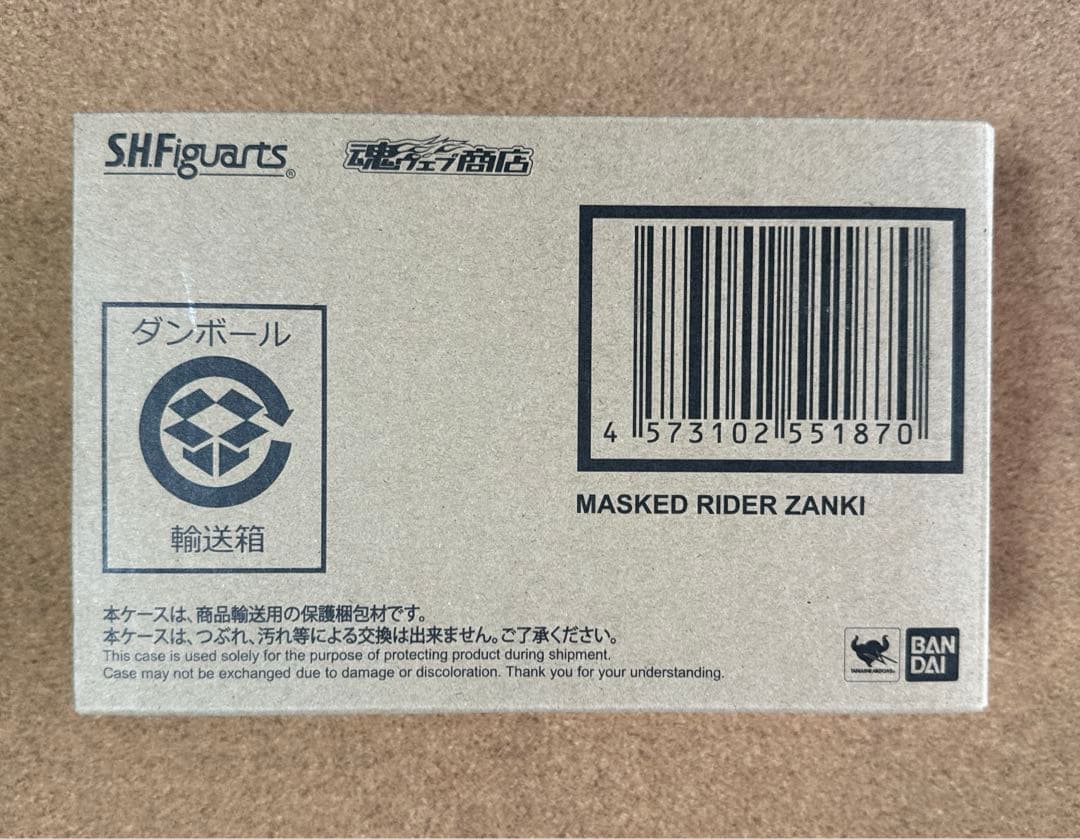 S.H.Figuarts®
魂ウェブ商店
ダンボール
輸送箱
4 573102 551870
MASKED RIDER ZANKI
本ケースは、商品輸送用の保護梱包材です。
本ケースは、つぶれ、汚れ等による交換は出来ません。ご了承ください。
This case is used solely for the purpose of protecting product during shipment.
Case may not be exchanged due to damage or discoloration. Thank you for your understanding.
BAN
DAI